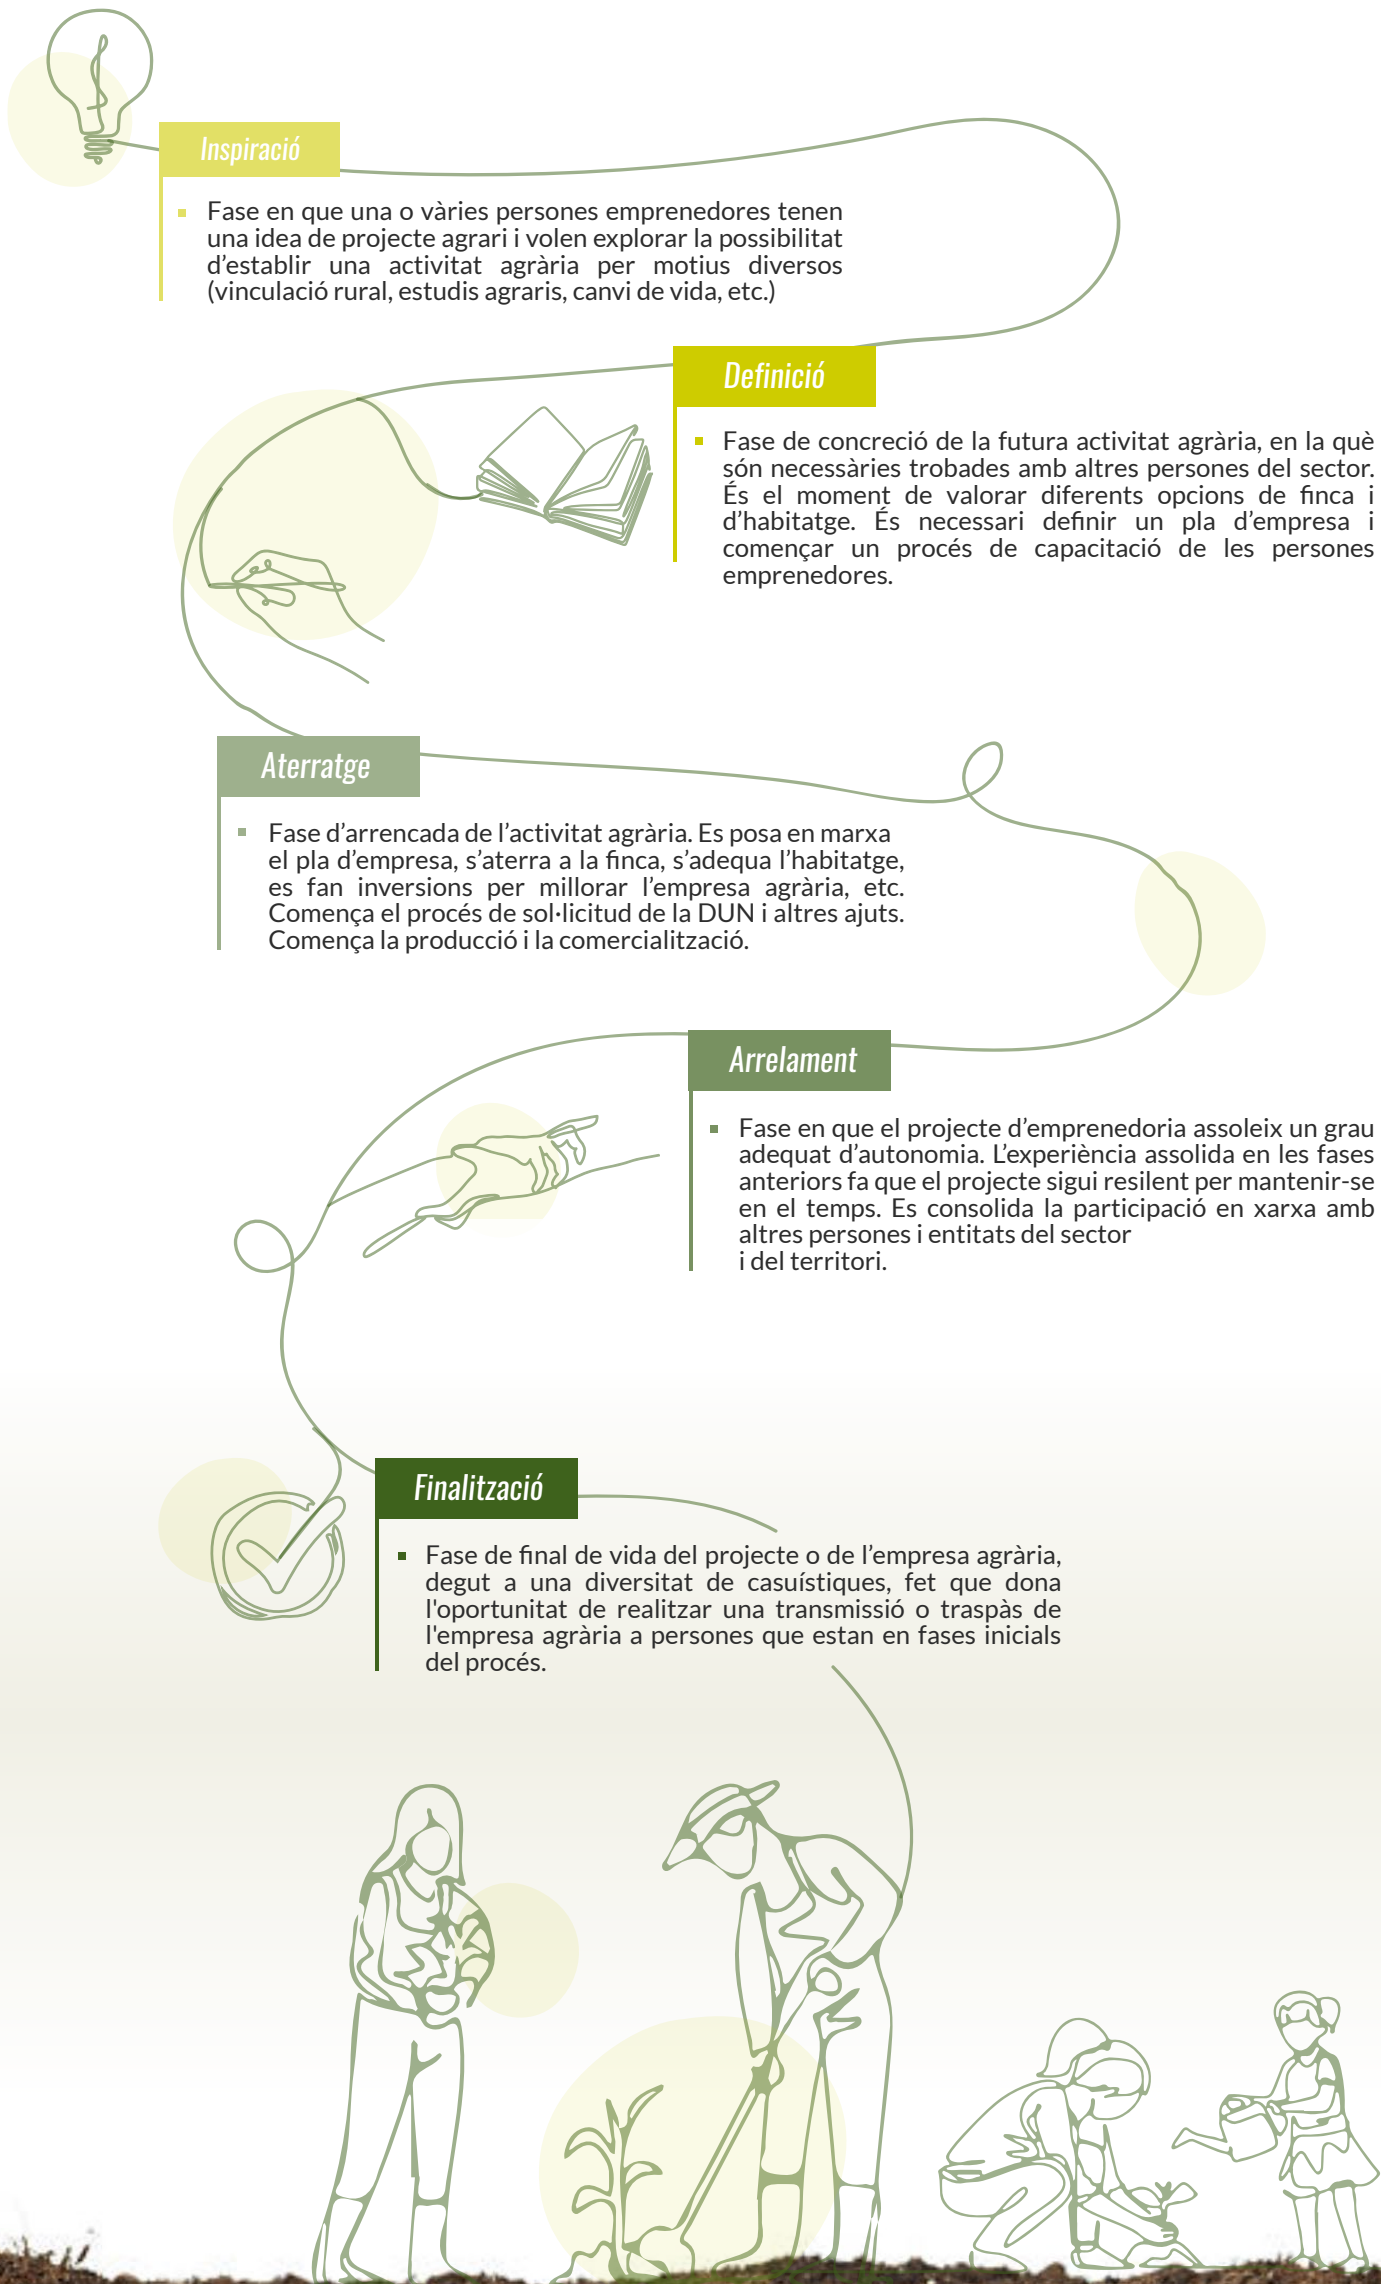 Inspiració
Fase en que una o vàries persones emprenedores tenen
una idea de projecte agrari i volen explorar la possibilitat
d’establir una activitat agrària per motius diversos
(vinculació rural, estudis agraris, canvi de vida, etc.)
Definició
Fase de concreció de la futura activitat agrària, en la què
són necessàries trobades amb altres persones del sector.
És el moment de valorar diferents opcions de finca i
d’habitatge. És necessari definir un pla d’empresa i
començar un procés de capacitació de les persones
emprenedores.
Aterratge
Fase d’arrencada de l’activitat agrària. Es posa en marxa
el pla d’empresa, s’aterra a la finca, s’adequa l’habitatge,
es fan inversions per millorar l’empresa agrària, etc.
Comença el procés de sol·licitud de la DUN i altres ajuts.
Comença la producció i la comercialització.
Arrelament
Fase en que el projecte d’emprenedoria assoleix un grau
adequat d’autonomia. L’experiència assolida en les fases
anteriors fa que el projecte sigui resilent per mantenir-se
en el temps. Es consolida la participació en xarxa amb
altres persones i entitats del sector
i del territori.
Finalització
Fase de final de vida del projecte o de l’empresa agrària,
degut a una diversitat de casuístiques, fet que dona
l'oportunitat de realitzar una transmissió o traspàs de
l'empresa agrària a persones que estan en fases inicials
del procés.